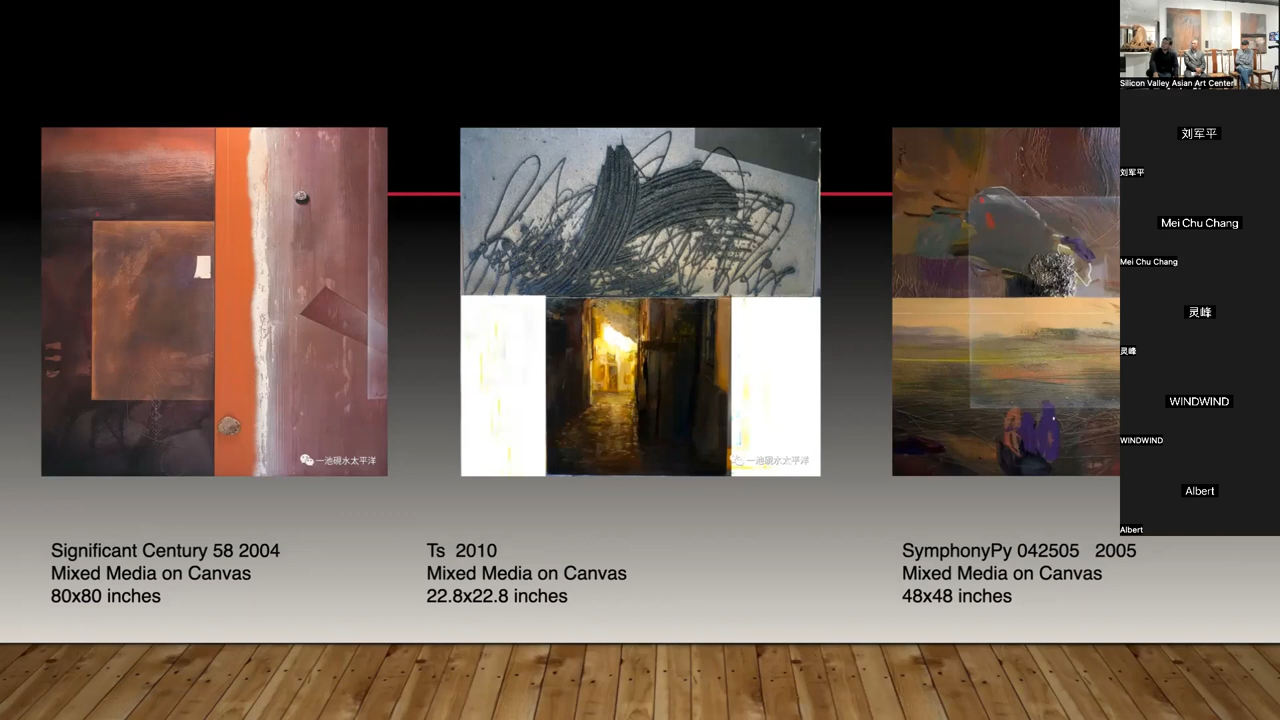 Silicon Valley Asian Art Center
刘军平
刘军平
Mei Chu Chang
Mei Chu Chang
灵峰
灵峰
WINDWIND
WINDWIND
Albert
Albert
一池硯水太平洋
一池硯水太平洋
Significant Century 58 2004
Mixed Media on Canvas
80x80 inches
Ts 2010
Mixed Media on Canvas
22.8x22.8 inches
SymphonyPy 042505 2005
Mixed Media on Canvas
48x48 inches